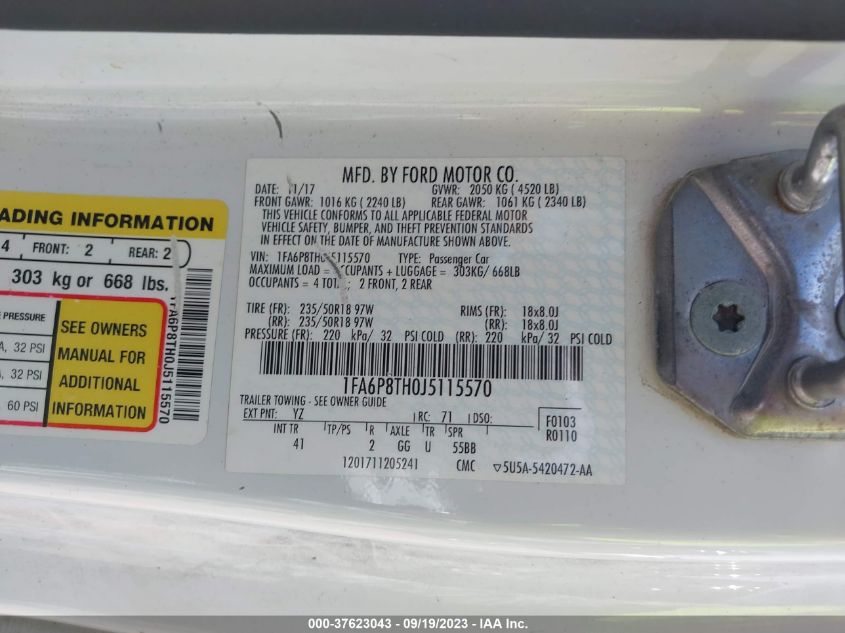 ADING INFORMATION
4 FRONT: 2 REAR: 2
303 kg or 668 lbs.
PRESSURE
, 32 PSI
, 32 PSI
, 60 PSI
SEE OWNERS
MANUAL FOR
ADDITIONAL
INFORMATION
1FA6P8TH0J5115570
MFD. BY FORD MOTOR CO.
DATE: 11/17 GVWR: 2050 KG ( 4520 LB)
FRONT GAWR: 1016 KG ( 2240 LB) REAR GAWR: 1061 KG ( 2340 LB)
THIS VEHICLE CONFORMS TO ALL APPLICABLE FEDERAL MOTOR
VEHICLE SAFETY, BUMPER, AND THEFT PREVENTION STANDARDS
IN EFFECT ON THE DATE OF MANUFACTURE SHOWN ABOVE.
VIN: 1FA6P8TH0J5115570 TYPE: Passenger Car
MAXIMUM LOAD = OCCUPANTS + LUGGAGE = 303KG/ 668LB
OCCUPANTS = 4 TOTAL: 2 FRONT, 2 REAR
TIRE (FR): 235/50R18 97W RIMS (FR): 18x8.0J
(RR): 235/50R18 97W (RR): 18x8.0J
PRESSURE (FR): 220 kPa/ 32 PSI COLD (RR): 220 kPa/ 32 PSI COLD
1FA6P8TH0J5115570
TRAILER TOWING - SEE OWNER GUIDE
EXT PNT: YZ RC: 71 DSO: F0103
R0110
INT TR TP/PS R AXLE TR SPR
41 2 GG U 55BB
1201711205241 CMC ▽5U5A-5420472-AA
000-37623043 - 09/19/2023 - IAA Inc.